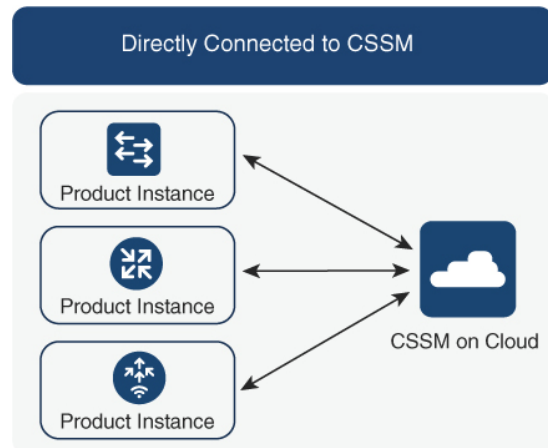 Directly Connected to CSSM
Product Instance
Product Instance
CSSM on Cloud
Product Instance